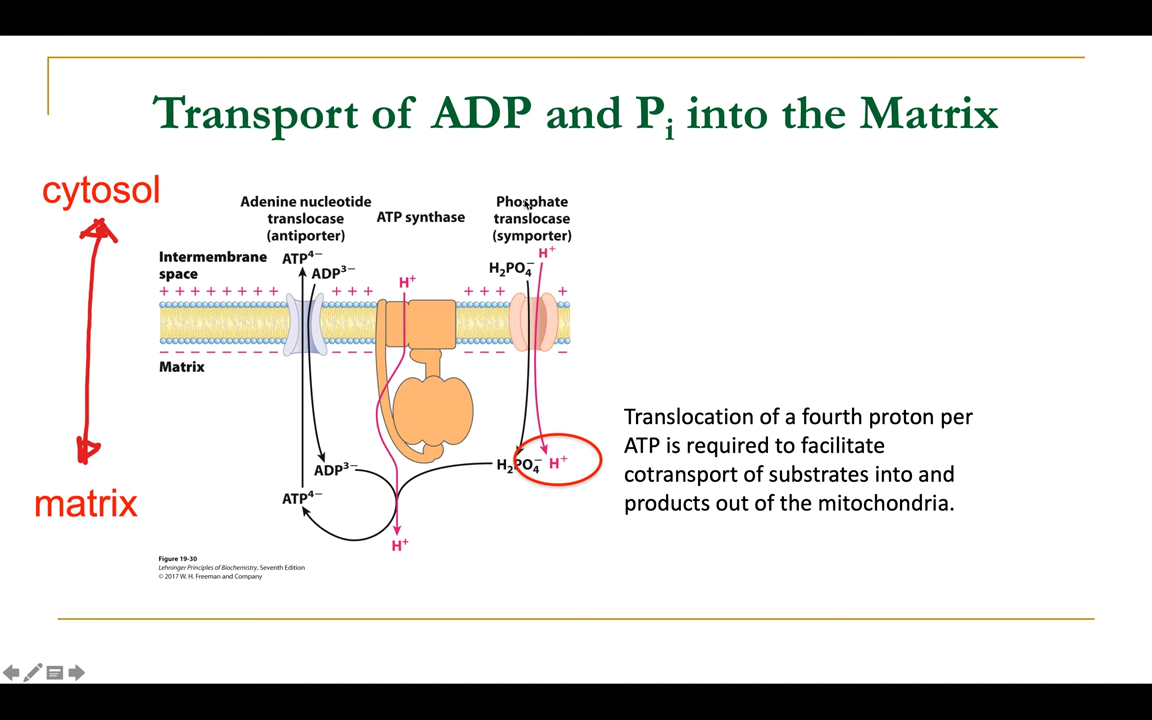 Transport of ADP and Pi into the Matrix
cytosol
Adenine nucleotide
translocase
(antiporter)
ATP synthase
Phosphate
translocase
(symporter)
Intermembrane
space
ATP4−
ADP3−
H+
H2PO4−
H+
+ + + + + + + +
+ + +
+ + +
+
− − − − − − − −
− − −
− − −
−
Matrix
Translocation of a fourth proton per
ATP is required to facilitate
cotransport of substrates into and
products out of the mitochondria.
ADP3−
H2PO4−
H+
ATP4−
matrix
H+
Figure 19-30
Lehninger Principles of Biochemistry, Seventh Edition
© 2017 W. H. Freeman and Company